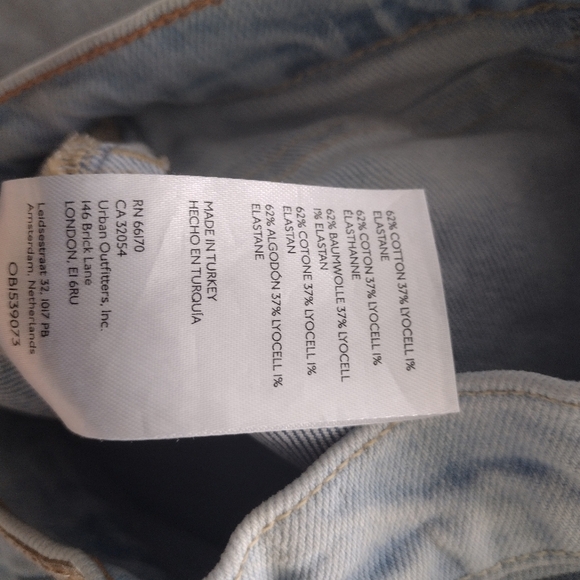 62% COTTON 37% LYOCELL 1%
ELASTANE
62% COTON 37% LYOCELL 1%
ÉLASTHANNE
62% BAUMWOLLE 37% LYOCELL
1% ELASTAN
62% COTONE 37% LYOCELL 1%
ELASTAN
62% ALGODÓN 37% LYOCELL 1%
ELASTANE
MADE IN TURKEY
HECHO EN TURQUÍA
RN 66170
CA 32054
Urban Outfitters, Inc.
146 Brick Lane
LONDON, E1 6RU
Leidsestraat 32, 1017 PB
Amsterdam, Netherlands
OB1539073